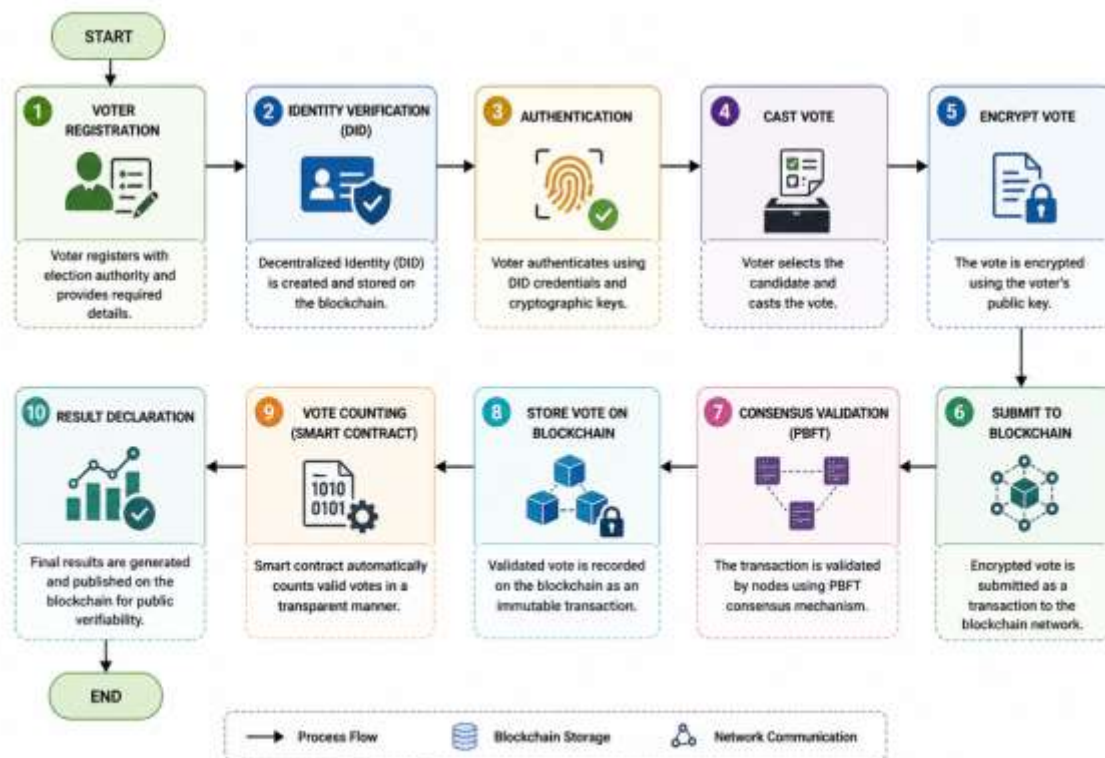 START
1
VOTER
REGISTRATION
Voter registers with
election authority and
provides required
details.
2
IDENTITY VERIFICATION
(DID)
Decentralized Identity (DID)
is created and stored on
the blockchain.
3
AUTHENTICATION
Voter authenticates using
DID credentials and
cryptographic keys.
4
CAST VOTE
Voter selects the
candidate and
casts the vote.
5
ENCRYPT VOTE
The vote is encrypted
using the voter's
public key.
6
SUBMIT TO
BLOCKCHAIN
Encrypted vote is
submitted as a
transaction to the
blockchain network.
7
CONSENSUS VALIDATION
(PBFT)
The transaction is validated
by nodes using PBFT
consensus mechanism.
8
STORE VOTE ON
BLOCKCHAIN
Validated vote is recorded
on the blockchain as an
immutable transaction.
9
VOTE COUNTING
(SMART CONTRACT)
1010
0101
Smart contract automatically
counts valid votes in a
transparent manner.
10
RESULT DECLARATION
Final results are generated
and published on the
blockchain for public
verifiability.
END
Process Flow
Blockchain Storage
Network Communication